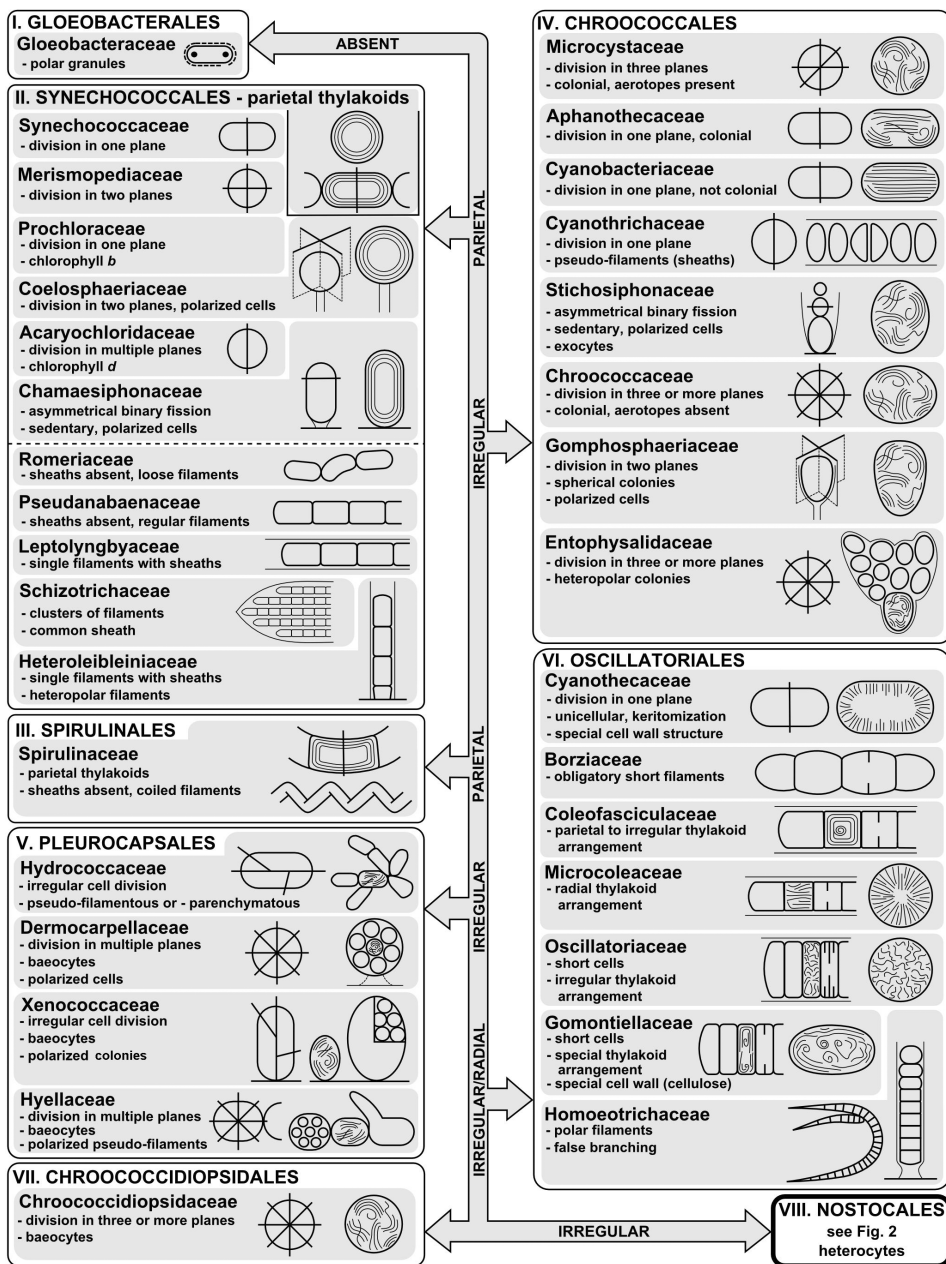 I. GLOEOBACTERALES
Gloeobacteraceae
- polar granules
ABSENT
II. SYNECHOCOCCALES - parietal thylakoids
Synechococcaceae
- division in one plane
Merismopediaceae
- division in two planes
Prochloraceae
- division in one plane
- chlorophyll b
Coelosphaeriaceae
- division in two planes, polarized cells
Acaryochloridaceae
- division in multiple planes
- chlorophyll d
Chamaesiphonaceae
- asymmetrical binary fission
- sedentary, polarized cells
Romeriaceae
- sheaths absent, loose filaments
Pseudanabaenaceae
- sheaths absent, regular filaments
Leptolyngbyaceae
- single filaments with sheaths
Schizotrichaceae
- clusters of filaments
- common sheath
Heteroleibleiniaceae
- single filaments with sheaths
- heteropolar filaments
III. SPIRULINALES
Spirulinaceae
- parietal thylakoids
- sheaths absent, coiled filaments
V. PLEUROCAPSALES
Hydrococcaceae
- irregular cell division
- pseudo-filamentous or - parenchymatous
Dermocarpellaceae
- division in multiple planes
- baeocytes
- polarized cells
Xenococcaceae
- irregular cell division
- baeocytes
- polarized colonies
Hyellaceae
- division in multiple planes
- baeocytes
- polarized pseudo-filaments
VII. CHROOCOCCIDIOPSIDALES
Chroococcidiopsidaceae
- division in three or more planes
- baeocytes
PARIETAL
IRREGULAR
PARIETAL
IRREGULAR
IRREGULAR/RADIAL
IRREGULAR
IV. CHROOCOCCALES
Microcystaceae
- division in three planes
- colonial, aerotopes present
Aphanothecaceae
- division in one plane, colonial
Cyanobacteriaceae
- division in one plane, not colonial
Cyanothrichaceae
- division in one plane
- pseudo-filaments (sheaths)
Stichosiphonaceae
- asymmetrical binary fission
- sedentary, polarized cells
- exocytes
Chroococcaceae
- division in three or more planes
- colonial, aerotopes absent
Gomphosphaeriaceae
- division in two planes
- spherical colonies
- polarized cells
Entophysalidaceae
- division in three or more planes
- heteropolar colonies
VI. OSCILLATORIALES
Cyanothecaceae
- division in one plane
- unicellular, keritomization
- special cell wall structure
Borziaceae
- obligatory short filaments
Coleofasciculaceae
- parietal to irregular thylakoid
arrangement
Microcoleaceae
- radial thylakoid
arrangement
Oscillatoriaceae
- short cells
- irregular thylakoid
arrangement
Gomontiellaceae
- short cells
- special thylakoid
arrangement
- special cell wall (cellulose)
Homoeotrichaceae
- polar filaments
- false branching
VIII. NOSTOCALES
see Fig. 2
heterocytes